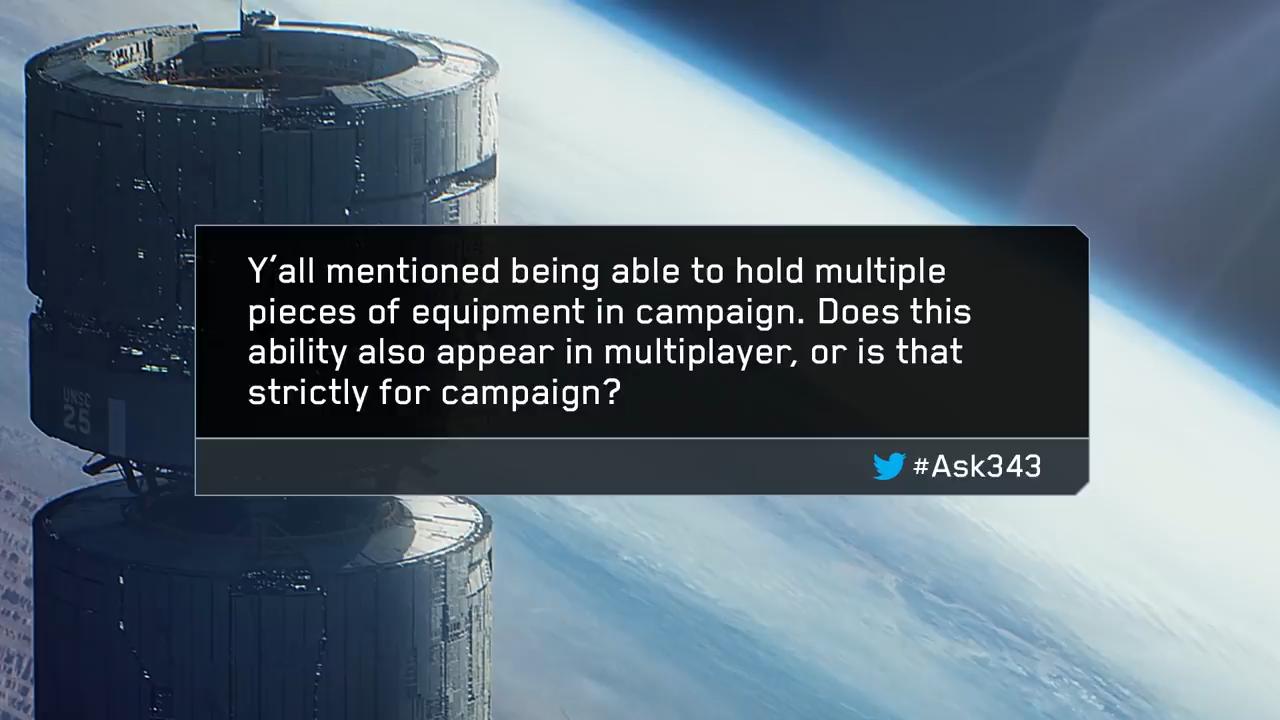 Y'all mentioned being able to hold multiple
pieces of equipment in campaign. Does this
ability also appear in multiplayer, or is that
strictly for campaign?
UNSC
25
#Ask343